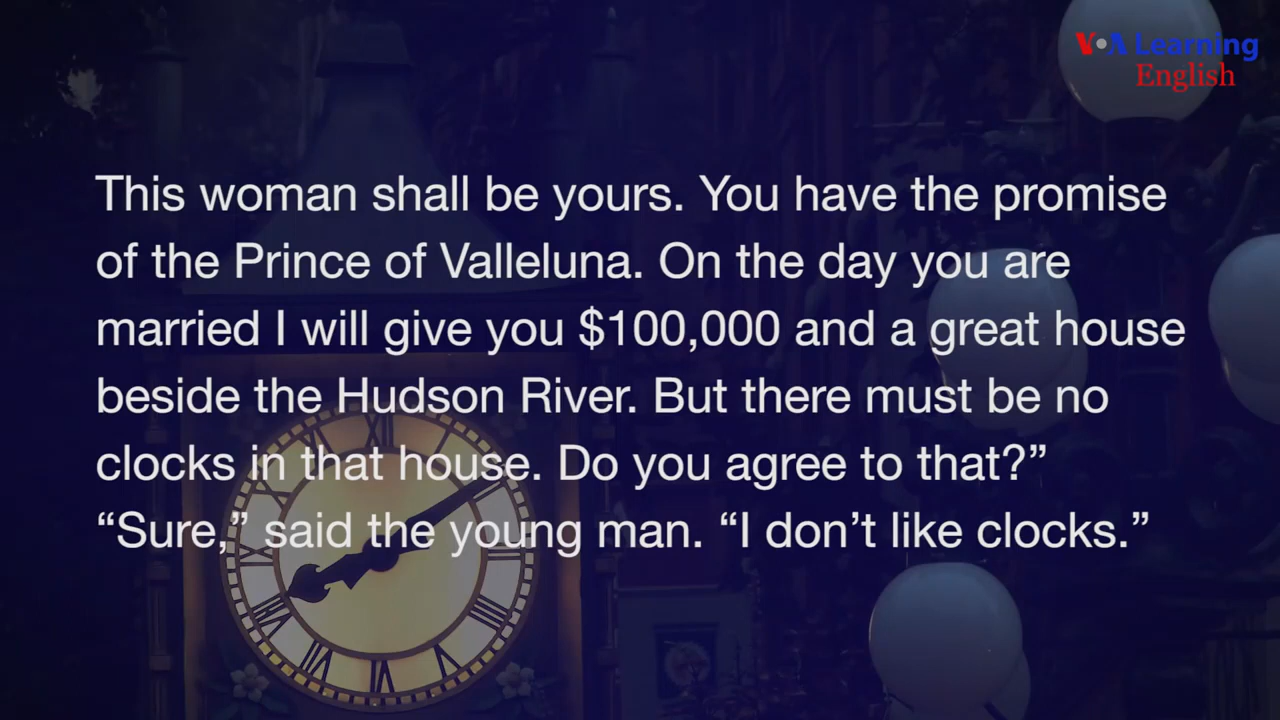 VOA Learning
English
This woman shall be yours. You have the promise
of the Prince of Valleluna. On the day you are
married I will give you $100,000 and a great house
beside the Hudson River. But there must be no
clocks in that house. Do you agree to that?”
“Sure,” said the young man. “I don’t like clocks.”